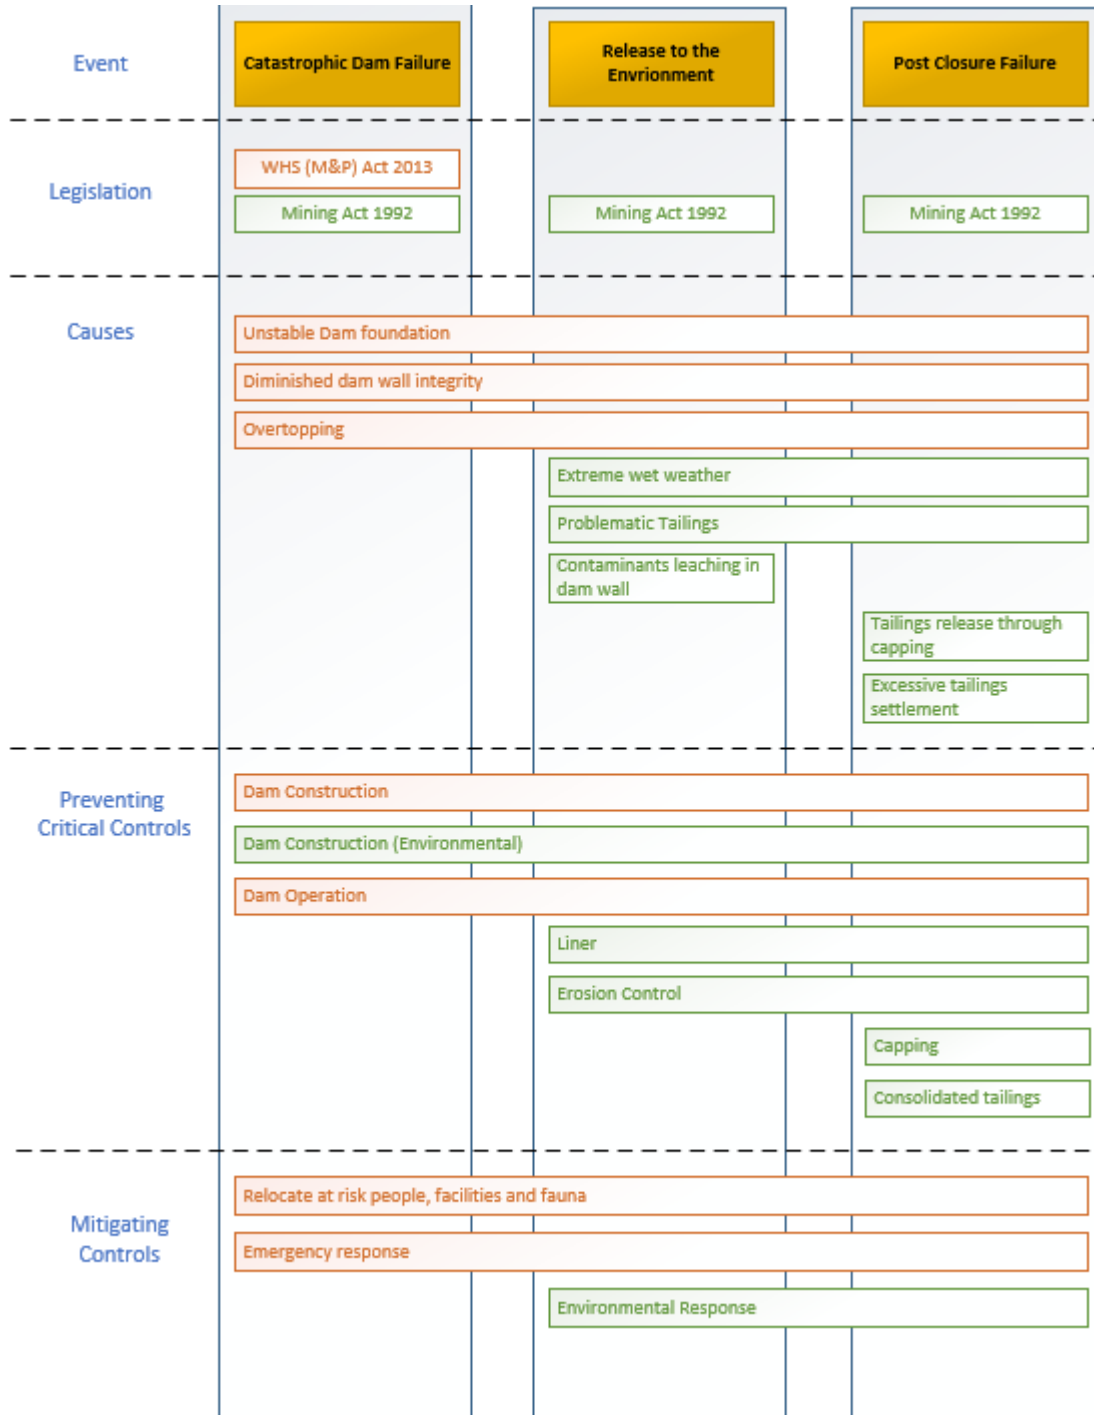 Event
Catastrophic Dam Failure
Release to the
Envrionment
Post Closure Failure
Legislation
WHS (M&P) Act 2013
Mining Act 1992
Mining Act 1992
Mining Act 1992
Causes
Unstable Dam foundation
Diminished dam wall integrity
Overtopping
Extreme wet weather
Problematic Tailings
Contaminants leaching in
dam wall
Tailings release through
capping
Excessive tailings
settlement
Preventing
Critical Controls
Dam Construction
Dam Construction (Environmental)
Dam Operation
Liner
Erosion Control
Capping
Consolidated tailings
Mitigating
Controls
Relocate at risk people, facilities and fauna
Emergency response
Environmental Response